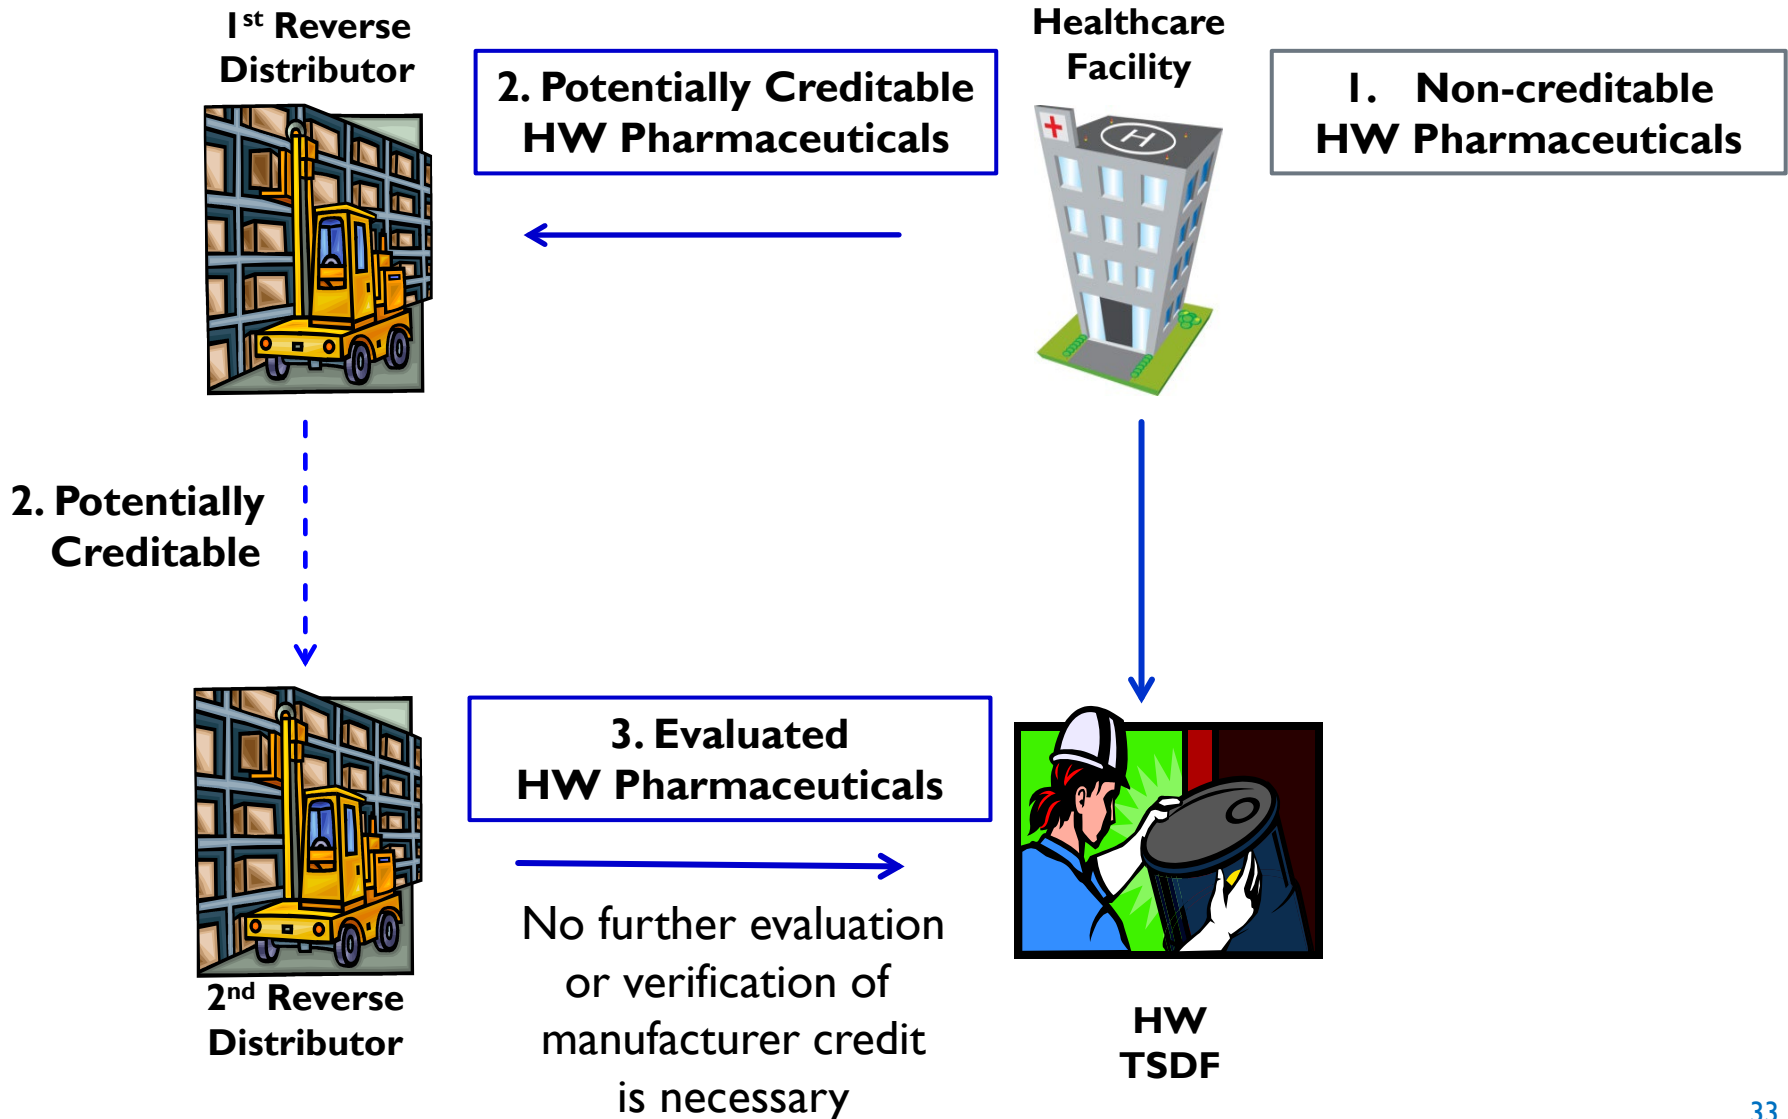 1st Reverse
Distributor
2. Potentially Creditable
HW Pharmaceuticals
Healthcare
Facility
H
1. Non-creditable
HW Pharmaceuticals
2. Potentially
Creditable
2nd Reverse
Distributor
3. Evaluated
HW Pharmaceuticals
No further evaluation
or verification of
manufacturer credit
is necessary
HW
TSDF
33